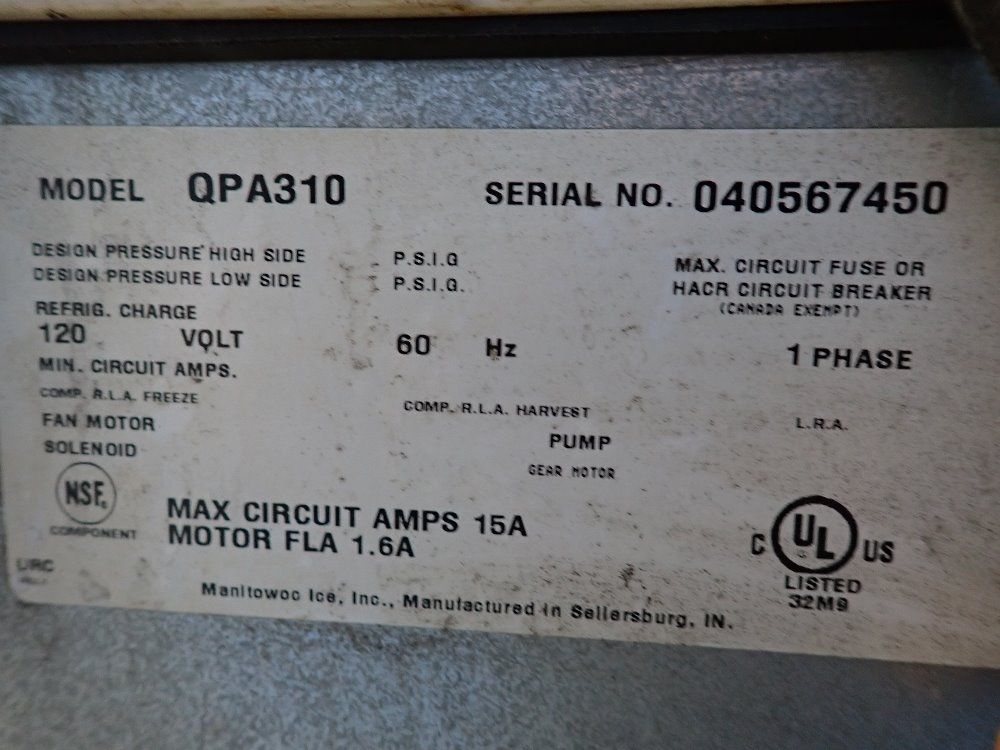 MODEL QPA310 SERIAL NO. 040567450
DESIGN PRESSURE HIGH SIDE P.S.I.G
DESIGN PRESSURE LOW SIDE P.S.I.G.
MAX. CIRCUIT FUSE OR
HACR CIRCUIT BREAKER
(CANADA EXEMPT)
REFRIG. CHARGE
120 VOLT 60 Hz 1 PHASE
MIN. CIRCUIT AMPS.
COMP. R.L.A. FREEZE COMP. R.L.A. HARVEST L.R.A.
FAN MOTOR PUMP
SOLENOID GEAR MOTOR
NSF.
COMPONENT
MAX CIRCUIT AMPS 15A
MOTOR FLA 1.6A
C UL US
LISTED
32M9
Manitowoc Ice, Inc., Manufactured in Sellersburg, IN.